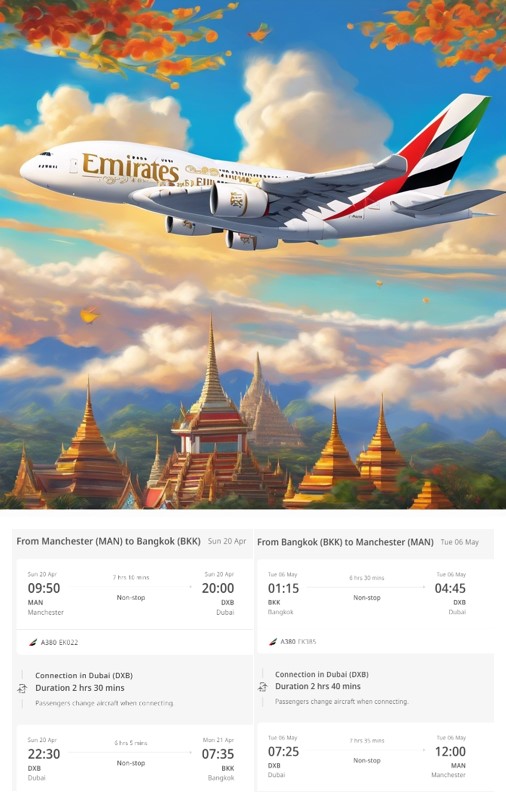 Emirates
From Manchester (MAN) to Bangkok (BKK) Sun 20 Apr
Sun 20 Apr 7 hrs 10 mins Sun 20 Apr
09:50 20:00
MAN Non-stop DXB
Manchester Dubai
A380 EK022
Connection in Dubai (DXB)
Duration 2 hrs 30 mins
Passengers change aircraft when connecting.
Sun 20 Apr 6 hrs 5 mins Mon 21 Apr
22:30 07:35
DXB Non-stop BKK
Dubai Bangkok
From Bangkok (BKK) to Manchester (MAN) Tue 06 May
Tue 06 May 6 hrs 30 mins Tue 06 May
01:15 04:45
BKK Non-stop DXB
Bangkok Dubai
A380 EK385
Connection in Dubai (DXB)
Duration 2 hrs 40 mins
Passengers change aircraft when connecting.
Tue 06 May 7 hrs 35 mins Tue 06 May
07:25 12:00
DXB Non-stop MAN
Dubai Manchester